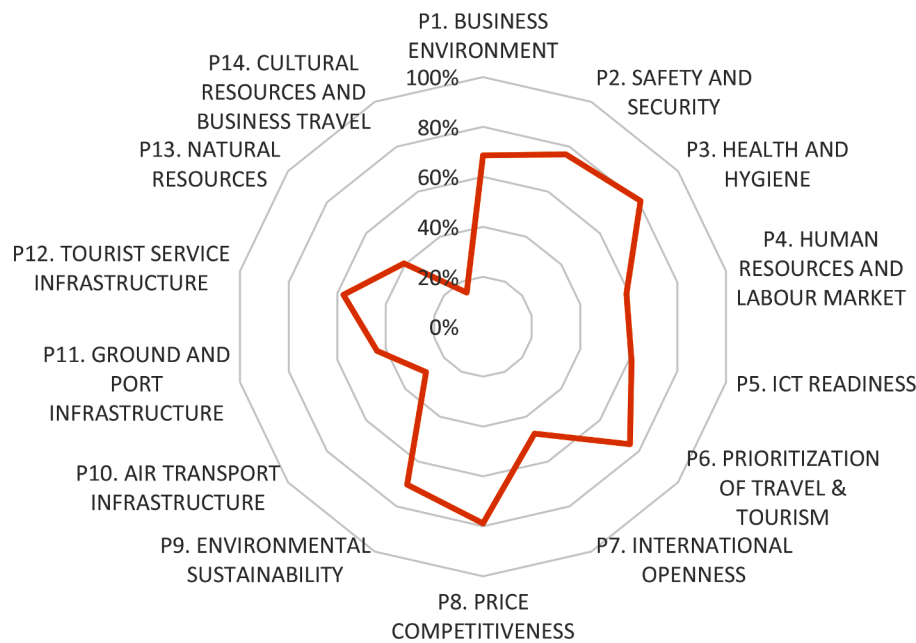 P1. BUSINESS
ENVIRONMENT
P2. SAFETY AND
SECURITY
P3. HEALTH AND
HYGIENE
P4. HUMAN
RESOURCES AND
LABOUR MARKET
P5. ICT READINESS
P6. PRIORITIZATION
OF TRAVEL &
TOURISM
P7. INTERNATIONAL
OPENNESS
P8. PRICE
COMPETITIVENESS
P9. ENVIRONMENTAL
SUSTAINABILITY
P10. AIR TRANSPORT
INFRASTRUCTURE
P11. GROUND AND
PORT
INFRASTRUCTURE
P12. TOURIST SERVICE
INFRASTRUCTURE
P13. NATURAL
RESOURCES
P14. CULTURAL
RESOURCES AND
BUSINESS TRAVEL
100%
80%
60%
40%
20%
0%